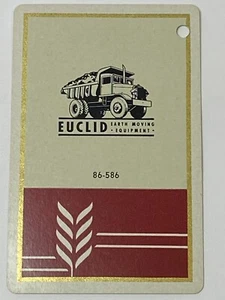 EUCLID EARTH MOVING
• EQUIPMENT •
86-586